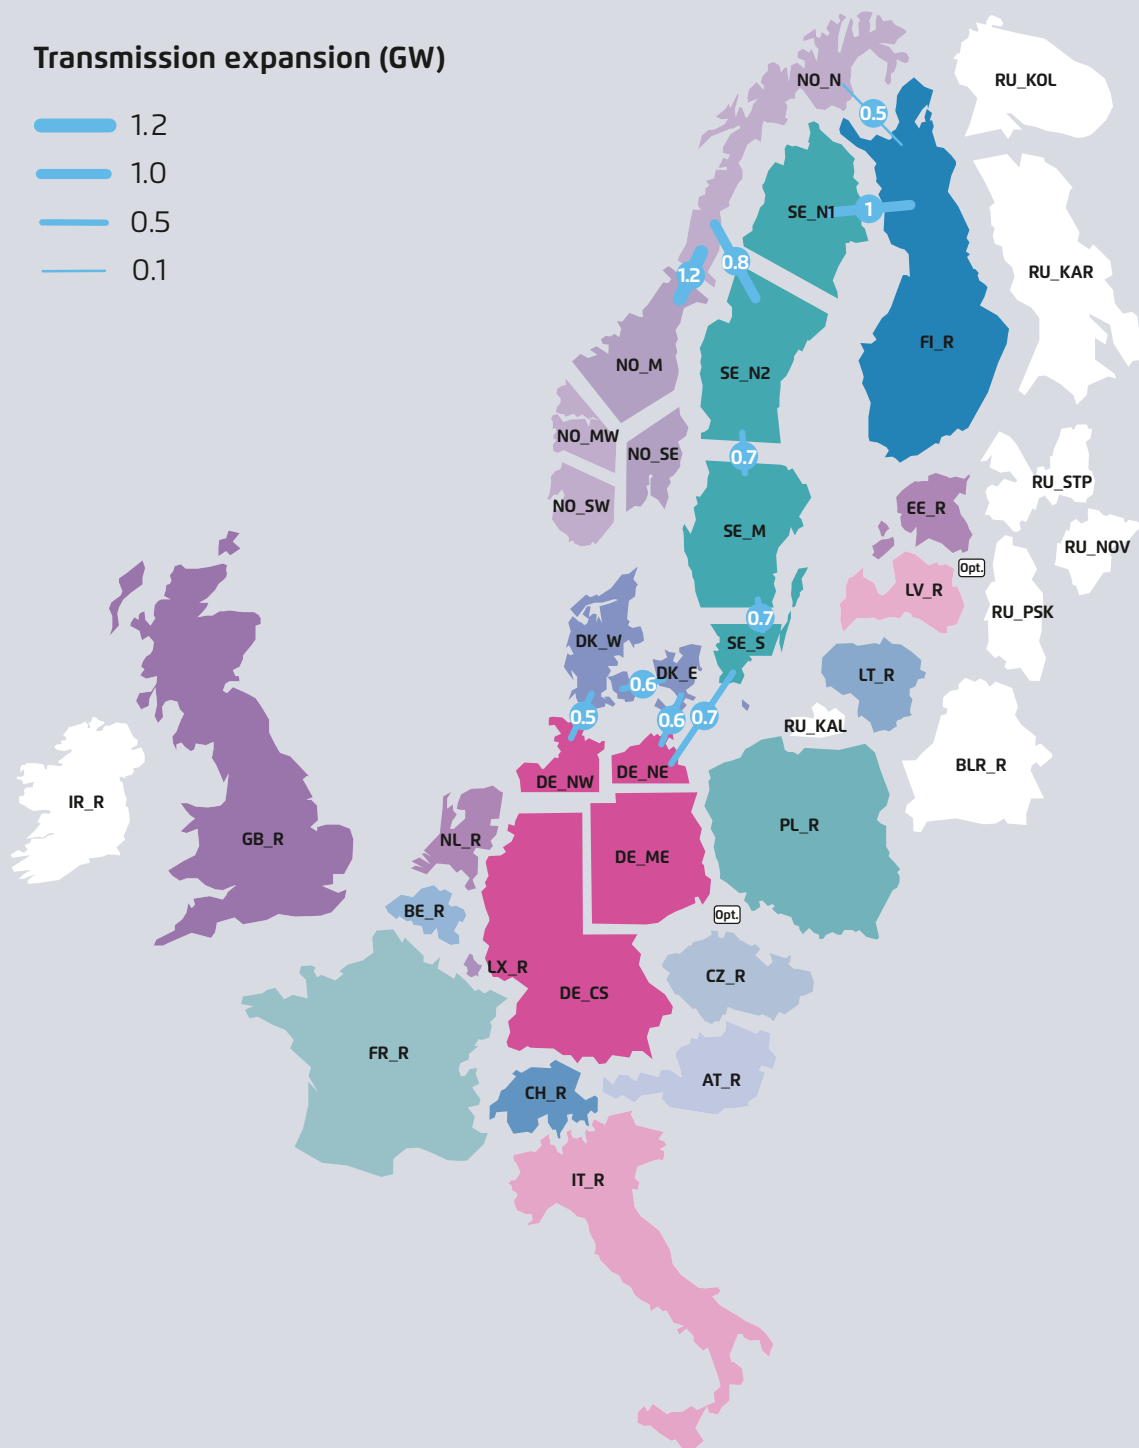 Transmission expansion (GW)
1.2
1.0
0.5
0.1
NO_N
RU_KOL
0.5
SE_N1
1
0.8
1.2
RU_KAR
FI_R
NO_M
SE_N2
NO_MW
NO_SE
0.7
RU_STP
NO_SW
EE_R
SE_M
RU_NOV
Opt.
LV_R
RU_PSK
0.7
DK_W
SE_S
DK_E
LT_R
0.6
0.5
0.6
0.7
RU_KAL
BLR_R
DE_NE
DE_NW
IR_R
GB_R
NL_R
PL_R
DE_ME
BE_R
Opt.
LX_R
CZ_R
DE_CS
FR_R
AT_R
CH_R
IT_R